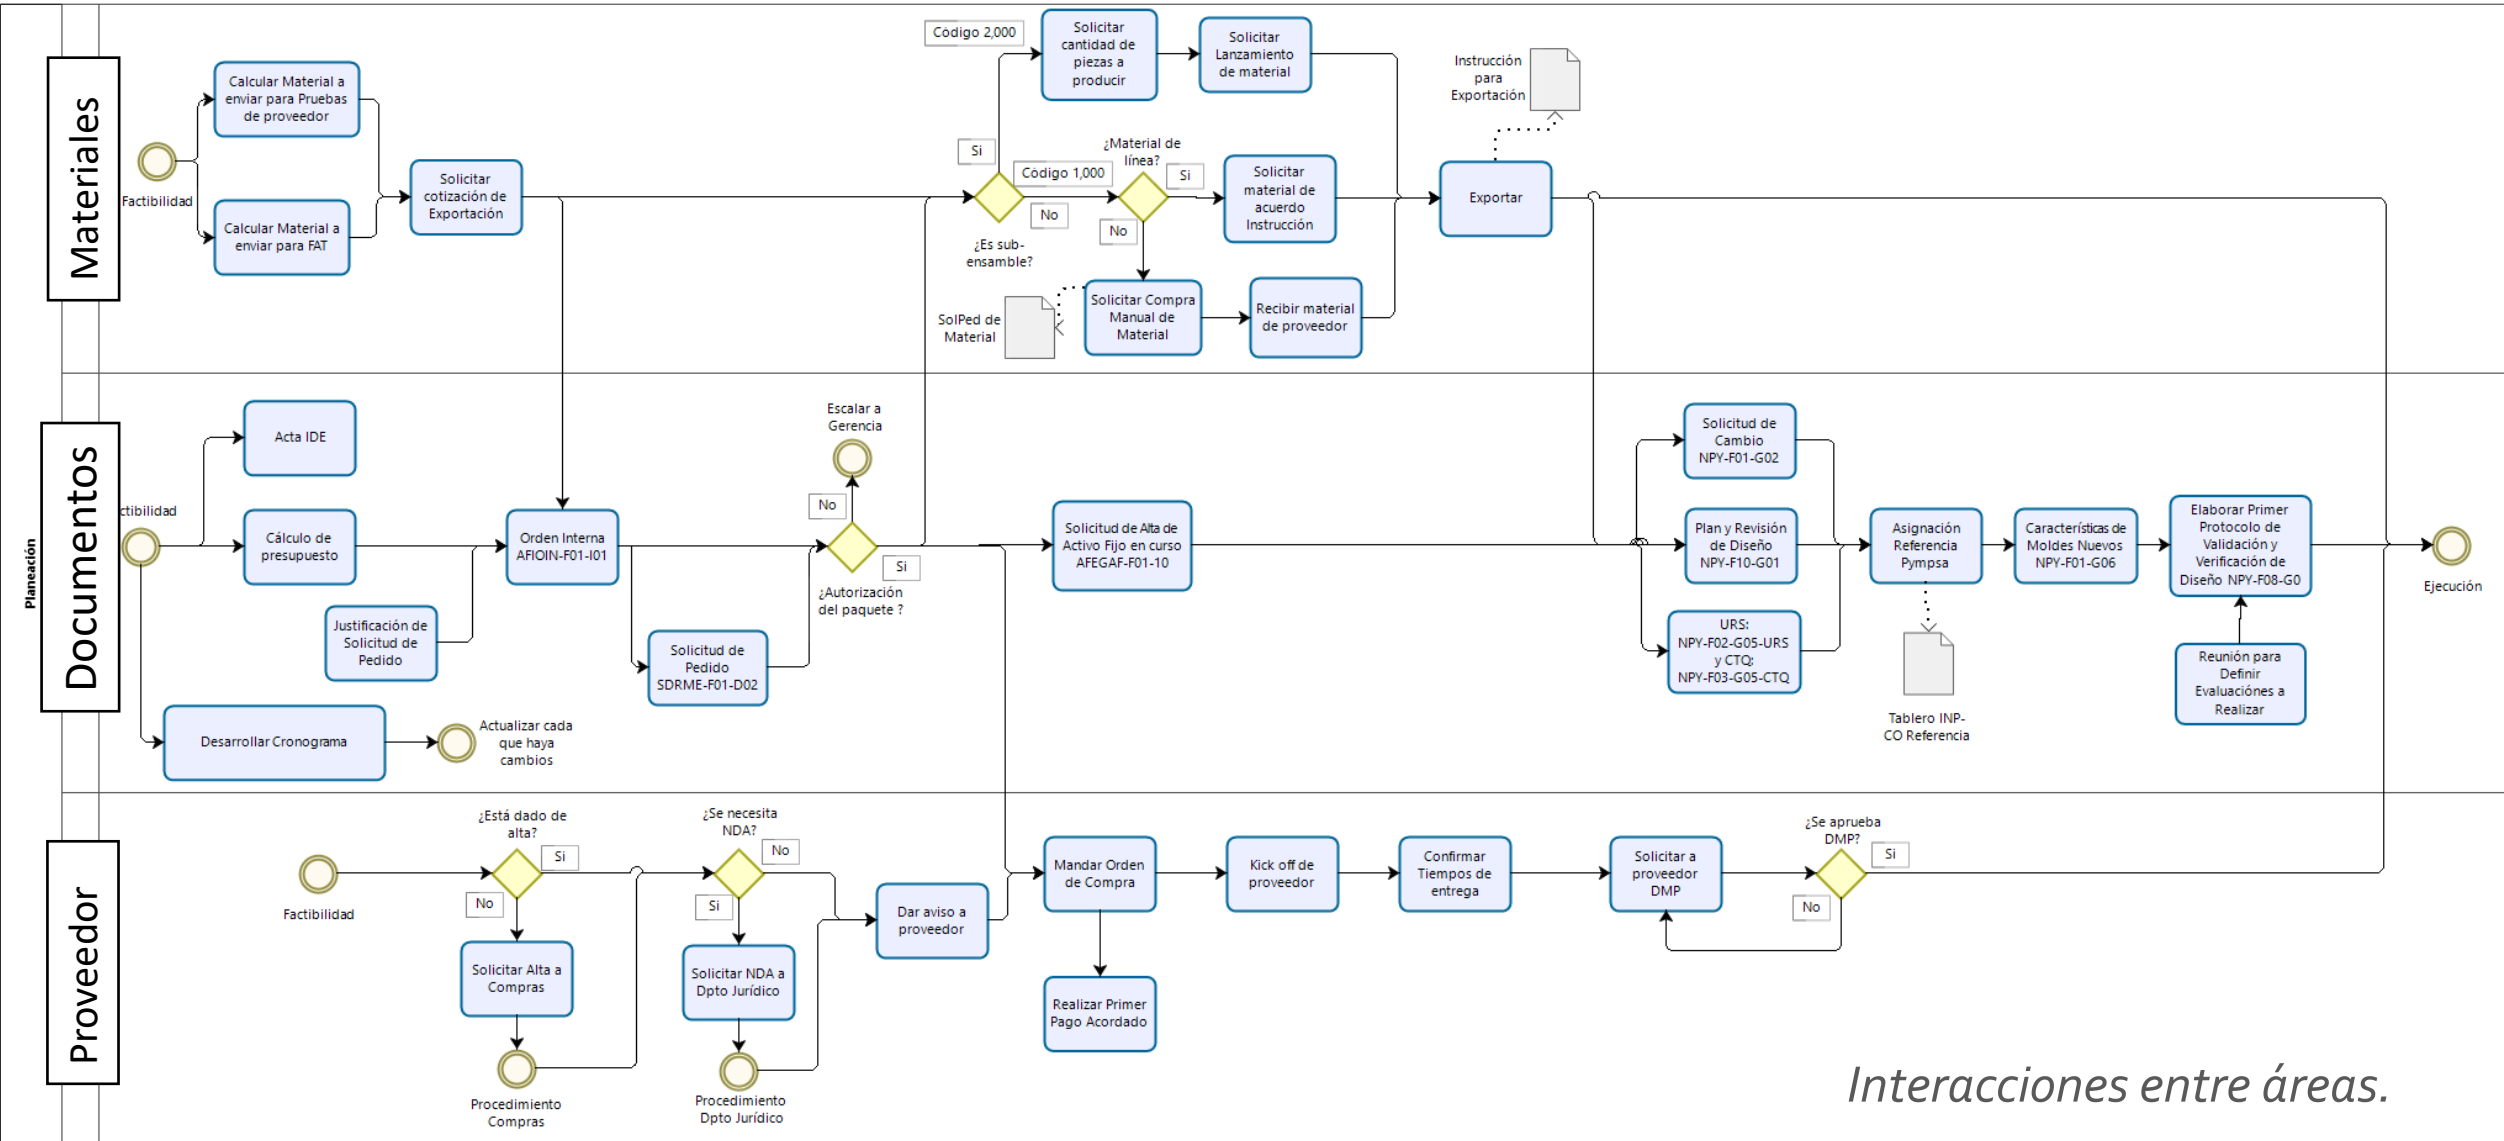 Planeación
Materiales
Factibilidad
Calcular Material a
enviar para Pruebas
de proveedor
Calcular Material a
enviar para FAT
Solicitar
cotización de
Exportación
Código 2,000
Solicitar
cantidad de
piezas a
producir
Solicitar
Lanzamiento
de material
Si
Código 1,000
¿Es sub-
ensamble?
No
¿Material de
línea?
Si
No
Solicitar
material de
acuerdo
Instrucción
SolPed de
Material
Solicitar Compra
Manual de
Material
Recibir material
de proveedor
Instrucción
para
Exportación
Exportar
Documentos
ctibilidad
Acta IDE
Cálculo de
presupuesto
Justificación de
Solicitud de
Pedido
Desarrollar Cronograma
Actualizar cada
que haya
cambios
Orden Interna
AFIOIN-F01-I01
Solicitud de
Pedido
SDRME-F01-D02
Escalar a
Gerencia
No
Si
¿Autorización
del paquete ?
Solicitud de Alta de
Activo Fijo en curso
AFEGAF-F01-10
Solicitud de
Cambio
NPY-F01-G02
Plan y Revisión
de Diseño
NPY-F10-G01
URS:
NPY-F02-G05-URS
y CTQ;
NPY-F03-G05-CTQ
Asignación
Referencia
Pympsa
Tablero INP-
CO Referencia
Características de
Moldes Nuevos
NPY-F01-G06
Elaborar Primer
Protocolo de
Validación y
Verificación de
Diseño NPY-F08-G0
Reunión para
Definir
Evaluaciónes a
Realizar
Ejecución
Proveedor
Factibilidad
¿Está dado de
alta?
Si
No
Solicitar Alta a
Compras
Procedimiento
Compras
¿Se necesita
NDA?
No
Si
Solicitar NDA a
Dpto Jurídico
Procedimiento
Dpto Jurídico
Dar aviso a
proveedor
Mandar Orden
de Compra
Realizar Primer
Pago Acordado
Kick off de
proveedor
Confirmar
Tiempos de
entrega
Solicitar a
proveedor
DMP
¿Se aprueba
DMP?
Si
No
Interacciones entre áreas.